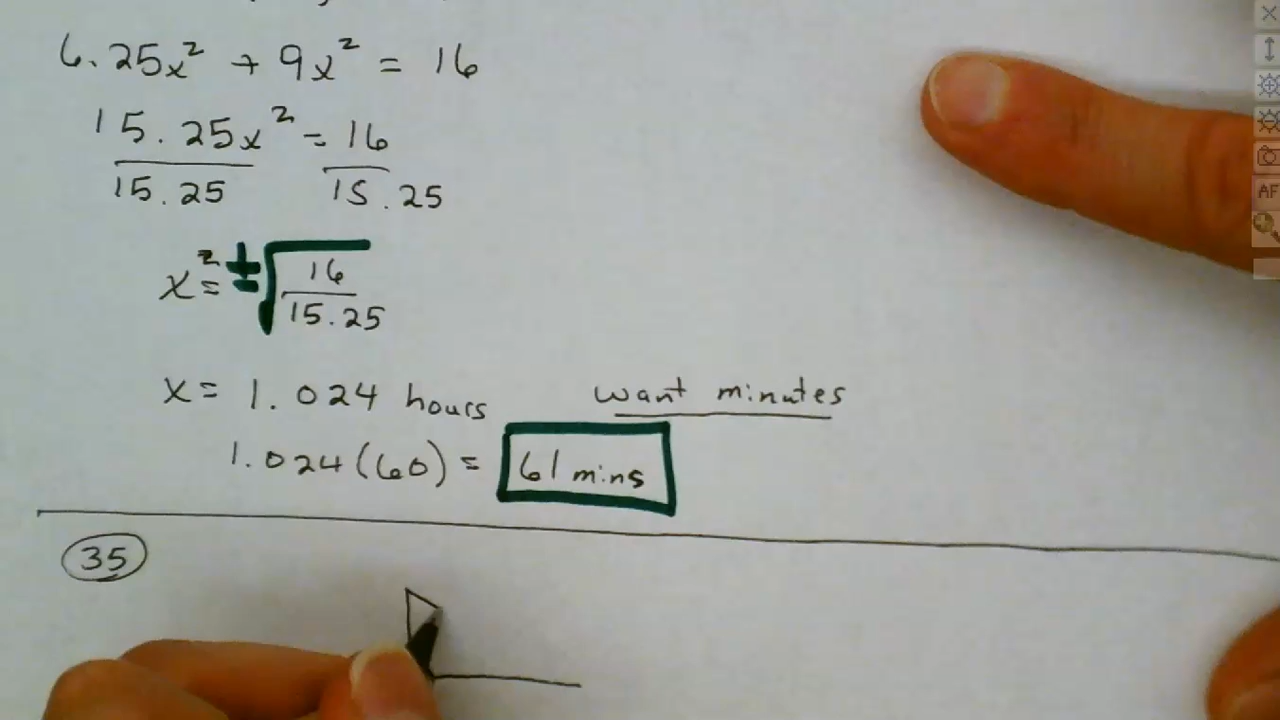 6.25x² + 9x² = 16
15.25x² = 16
15.25 15.25
x² = ±√ 16
15.25
x = 1.024 hours want minutes
1.024(60) = 61 mins
35
AF